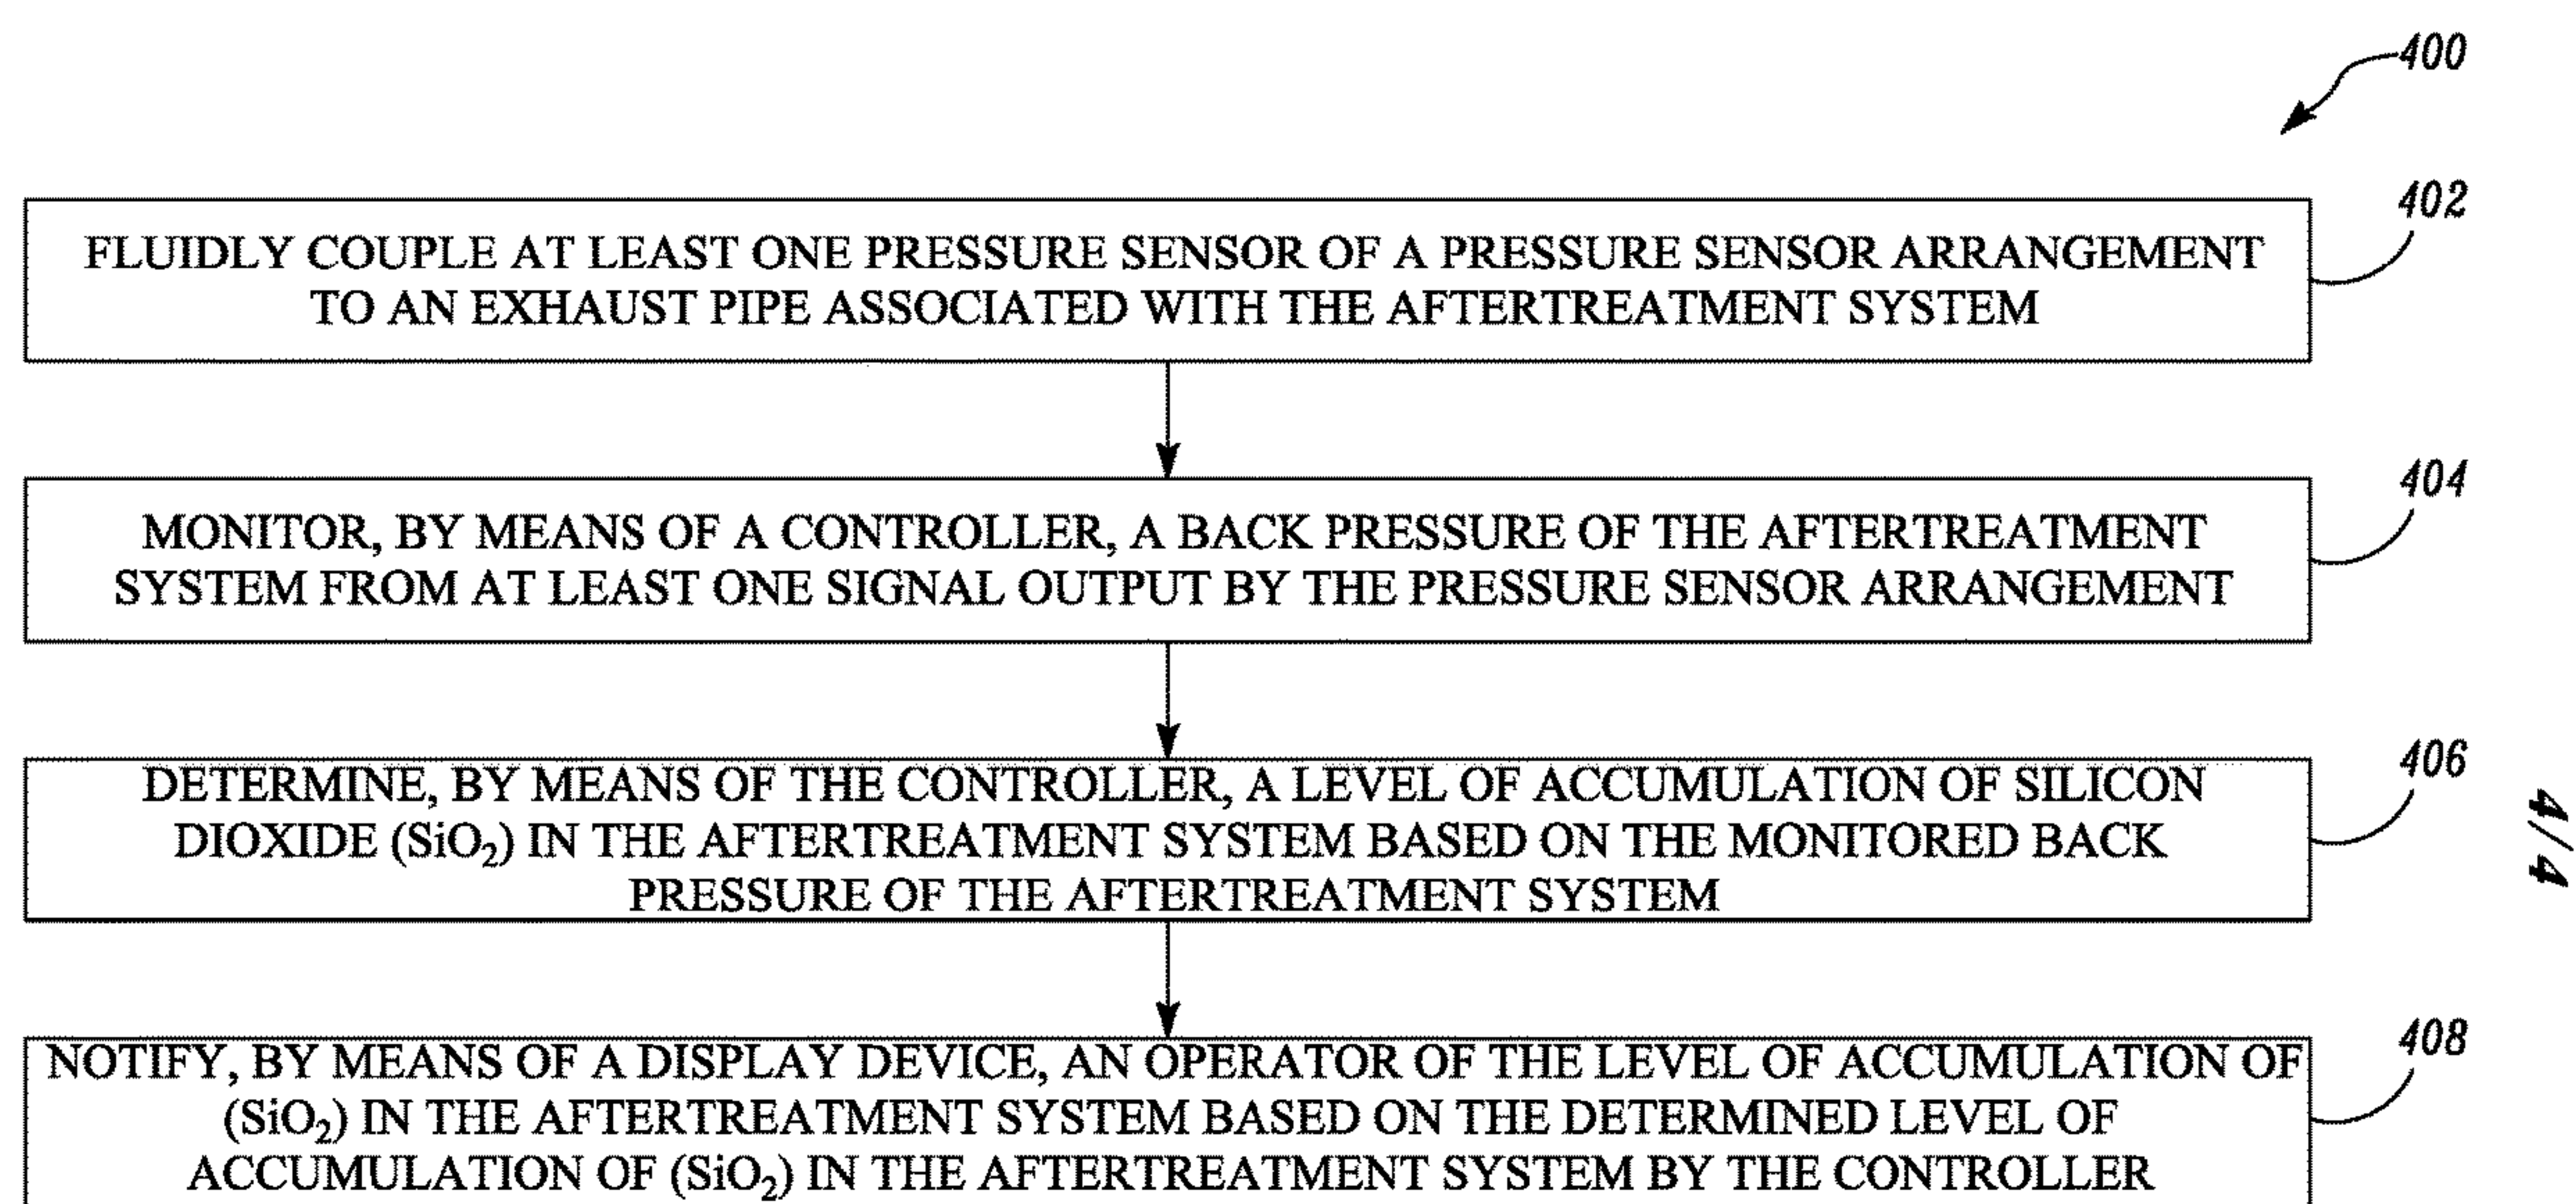 400
402
FLUIDLY COUPLE AT LEAST ONE PRESSURE SENSOR OF A PRESSURE SENSOR ARRANGEMENT
TO AN EXHAUST PIPE ASSOCIATED WITH THE AFTERTREATMENT SYSTEM
404
MONITOR, BY MEANS OF A CONTROLLER, A BACK PRESSURE OF THE AFTERTREATMENT
SYSTEM FROM AT LEAST ONE SIGNAL OUTPUT BY THE PRESSURE SENSOR ARRANGEMENT
406
DETERMINE, BY MEANS OF THE CONTROLLER, A LEVEL OF ACCUMULATION OF SILICON
DIOXIDE (SiO₂) IN THE AFTERTREATMENT SYSTEM BASED ON THE MONITORED BACK
PRESSURE OF THE AFTERTREATMENT SYSTEM
4/4
408
NOTIFY, BY MEANS OF A DISPLAY DEVICE, AN OPERATOR OF THE LEVEL OF ACCUMULATION OF
(SiO₂) IN THE AFTERTREATMENT SYSTEM BASED ON THE DETERMINED LEVEL OF
ACCUMULATION OF (SiO₂) IN THE AFTERTREATMENT SYSTEM BY THE CONTROLLER